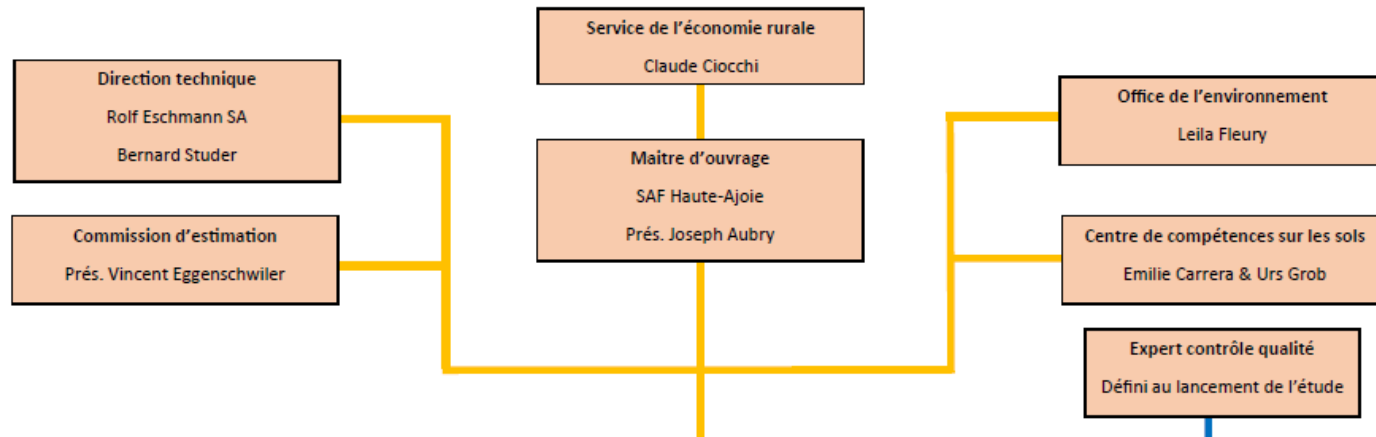 Service de l'économie rurale
Claude Ciocchi
Direction technique
Rolf Eschmann SA
Bernard Studer
Office de l'environnement
Leila Fleury
Maitre d'ouvrage
SAF Haute-Ajoie
Prés. Joseph Aubry
Commission d'estimation
Prés. Vincent Eggenschwiler
Centre de compétences sur les sols
Emilie Carrera & Urs Grob
Expert contrôle qualité
Défini au lancement de l'étude